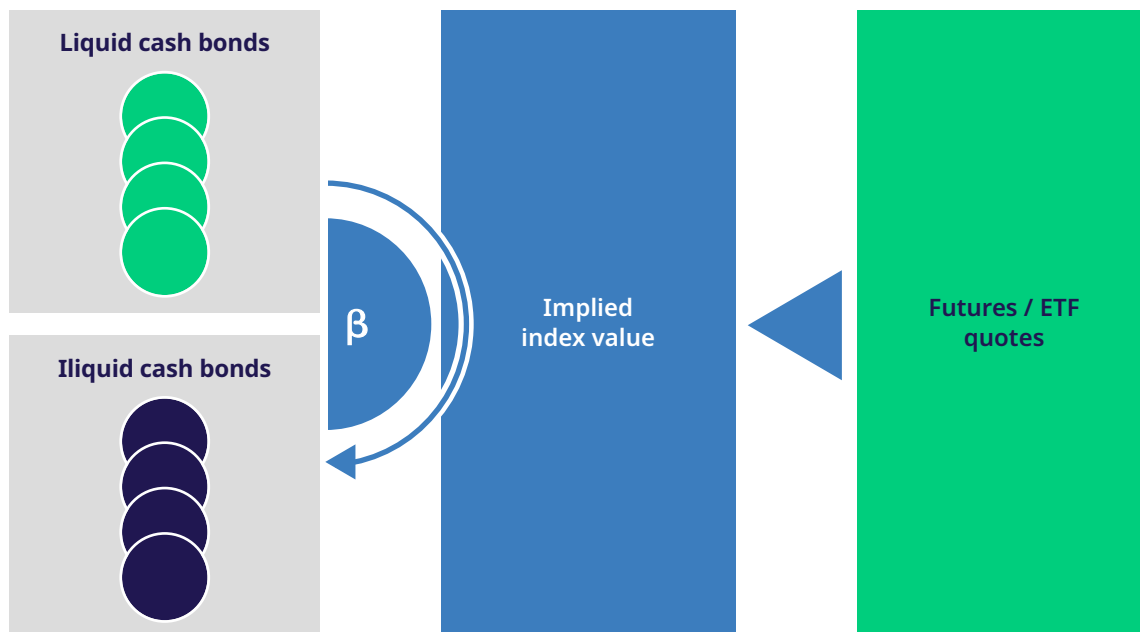 Liquid cash bonds
Iliquid cash bonds
β
Implied
index value
Futures / ETF
quotes